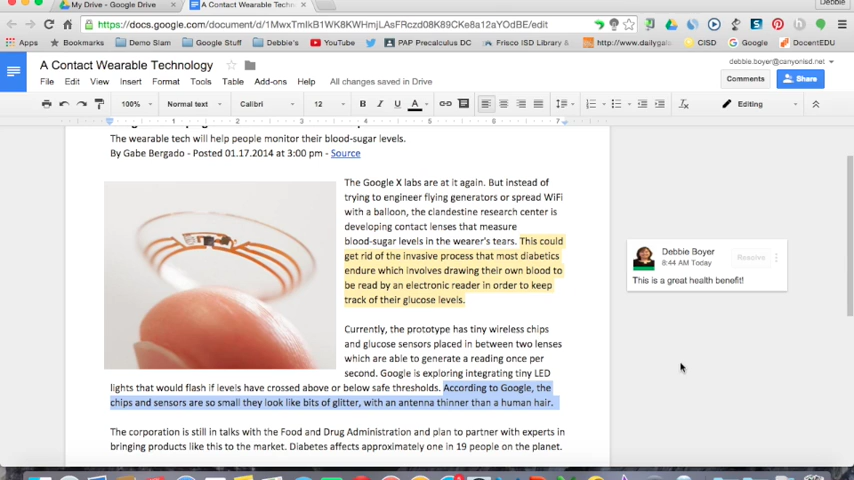 My Drive - Google Drive
A Contact Wearable Techn
Debbie
https://docs.google.com/document/d/1MwxTmIkB1WK8KWHmjLAsFRczd08K89CKe8a12aYOdBE/edit
Apps
Bookmarks
Demo Slam
Google Stuff
Debbie's
YouTube
PAP Precalculus DC
Frisco ISD Library &
http://www.dailygala
CISD
Google
DocentEDU
A Contact Wearable Technology
debbie.boyer@canyonisd.net
File Edit View Insert Format Tools Table Add-ons Help All changes saved in Drive
Comments
Share
100% Normal text Calibri 12 B I U A Editing
The wearable tech will help people monitor their blood-sugar levels.
By Gabe Bergado - Posted 01.17.2014 at 3:00 pm - Source
The Google X labs are at it again. But instead of
trying to engineer flying generators or spread WiFi
with a balloon, the clandestine research center is
developing contact lenses that measure
blood-sugar levels in the wearer's tears. This could
get rid of the invasive process that most diabetics
endure which involves drawing their own blood to
be read by an electronic reader in order to keep
track of their glucose levels.
Currently, the prototype has tiny wireless chips
and glucose sensors placed in between two lenses
which are able to generate a reading once per
second. Google is exploring integrating tiny LED
lights that would flash if levels have crossed above or below safe thresholds. According to Google, the
chips and sensors are so small they look like bits of glitter, with an antenna thinner than a human hair.
The corporation is still in talks with the Food and Drug Administration and plan to partner with experts in
bringing products like this to the market. Diabetes affects approximately one in 19 people on the planet.
Debbie Boyer
8:44 AM Today
Resolve
This is a great health benefit!